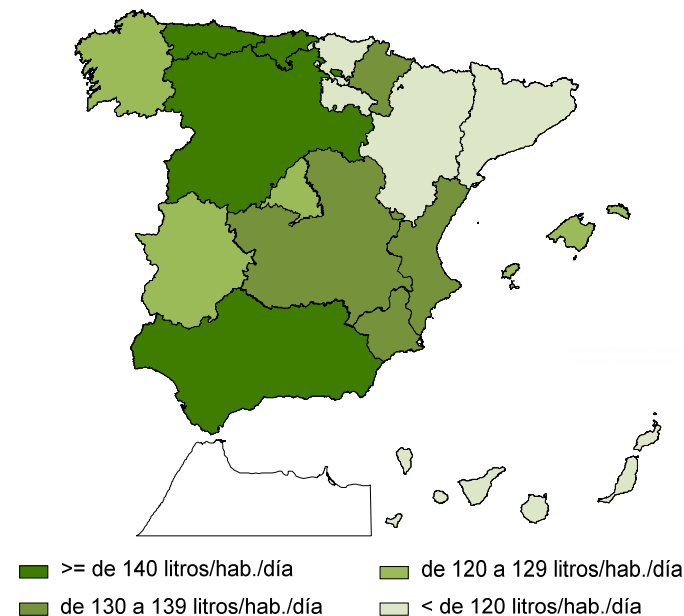 >= de 140 litros/hab./día
de 120 a 129 litros/hab./día
de 130 a 139 litros/hab./día
< de 120 litros/hab./día